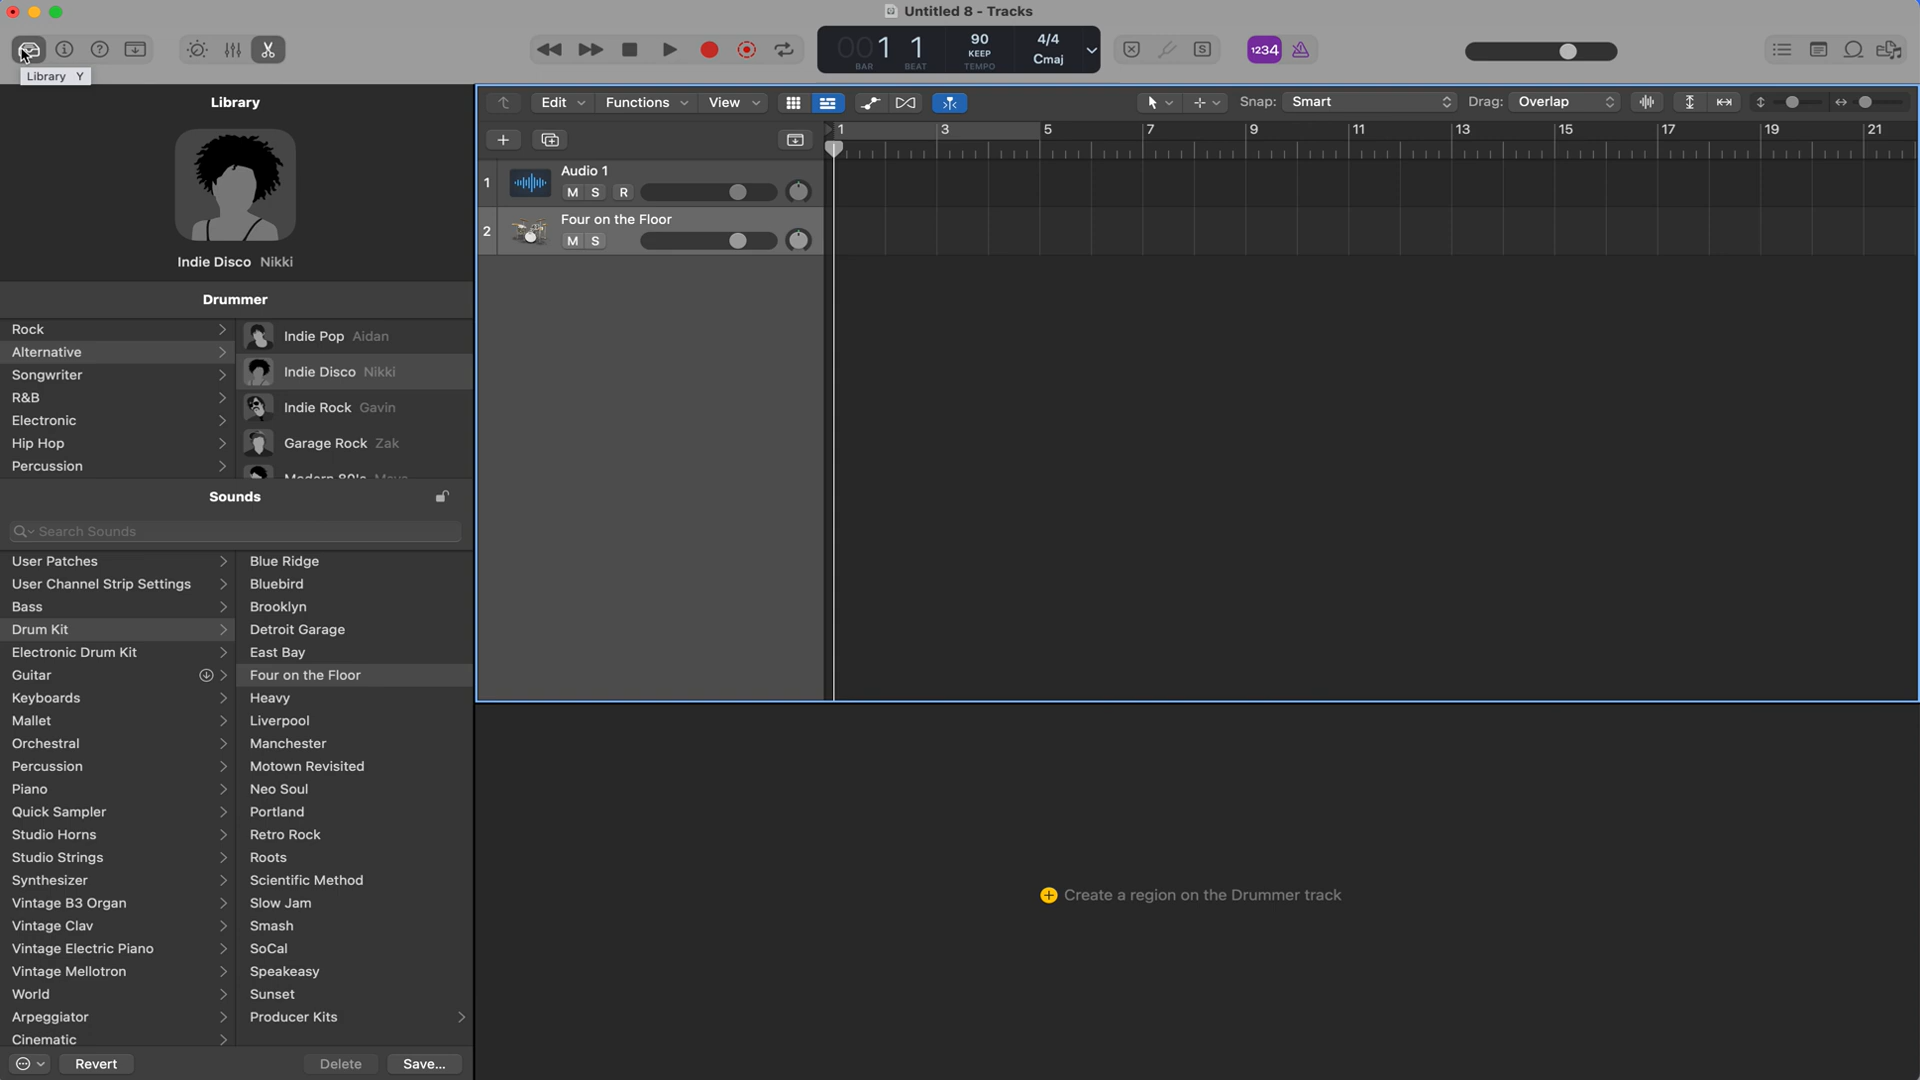 Untitled 8 - Tracks
Library Y
1 1
BAR BEAT
90
KEEP
TEMPO
4/4
Cmaj
S
1234
Library
Indie Disco Nikki
Drummer
Rock
Alternative
Songwriter
R&B
Electronic
Hip Hop
Percussion
Indie Pop Aidan
Indie Disco Nikki
Indie Rock Gavin
Garage Rock Zak
Sounds
Search Sounds
User Patches
User Channel Strip Settings
Bass
Drum Kit
Electronic Drum Kit
Guitar
Keyboards
Mallet
Orchestral
Percussion
Piano
Quick Sampler
Studio Horns
Studio Strings
Synthesizer
Vintage B3 Organ
Vintage Clav
Vintage Electric Piano
Vintage Mellotron
World
Arpeggiator
Cinematic
Blue Ridge
Bluebird
Brooklyn
Detroit Garage
East Bay
Four on the Floor
Heavy
Liverpool
Manchester
Motown Revisited
Neo Soul
Portland
Retro Rock
Roots
Scientific Method
Slow Jam
Smash
SoCal
Speakeasy
Sunset
Producer Kits
Revert
Delete
Save...
Edit Functions View
Snap: Smart Drag: Overlap
1 3 5 7 9 11 13 15 17 19 21
1
Audio 1
M S R
2
Four on the Floor
M S
Create a region on the Drummer track